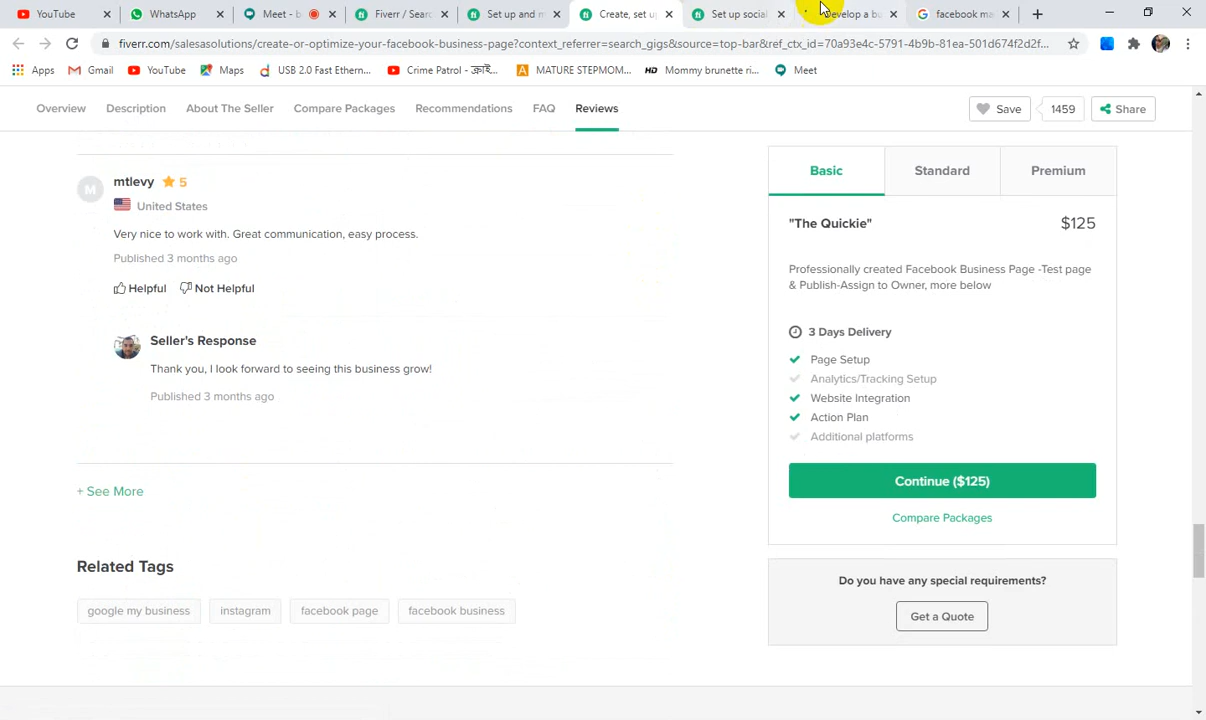 YouTube WhatsApp Meet - b Fiverr / Sear Set up and m Create, set u Set up social Develop a bu facebook ma
fiverr.com/salesasolutions/create-or-optimize-your-facebook-business-page?context_referrer=search_gigs&source=top-bar&ref_ctx_id=70a93e4c-5791-4b9b-81ea-501d674f2d2f...
Apps Gmail YouTube Maps USB 2.0 Fast Ethern... Crime Patrol - ক্রাই... MATURE STEPMOM... Mommy brunette ri... Meet
Overview Description About The Seller Compare Packages Recommendations FAQ Reviews Save 1459 Share
mtlevy 5
United States
Very nice to work with. Great communication, easy process.
Published 3 months ago
Helpful Not Helpful
Seller's Response
Thank you, I look forward to seeing this business grow!
Published 3 months ago
+ See More
Related Tags
google my business instagram facebook page facebook business
Basic Standard Premium
"The Quickie" $125
Professionally created Facebook Business Page -Test page
& Publish-Assign to Owner, more below
3 Days Delivery
Page Setup
Analytics/Tracking Setup
Website Integration
Action Plan
Additional platforms
Continue ($125)
Compare Packages
Do you have any special requirements?
Get a Quote